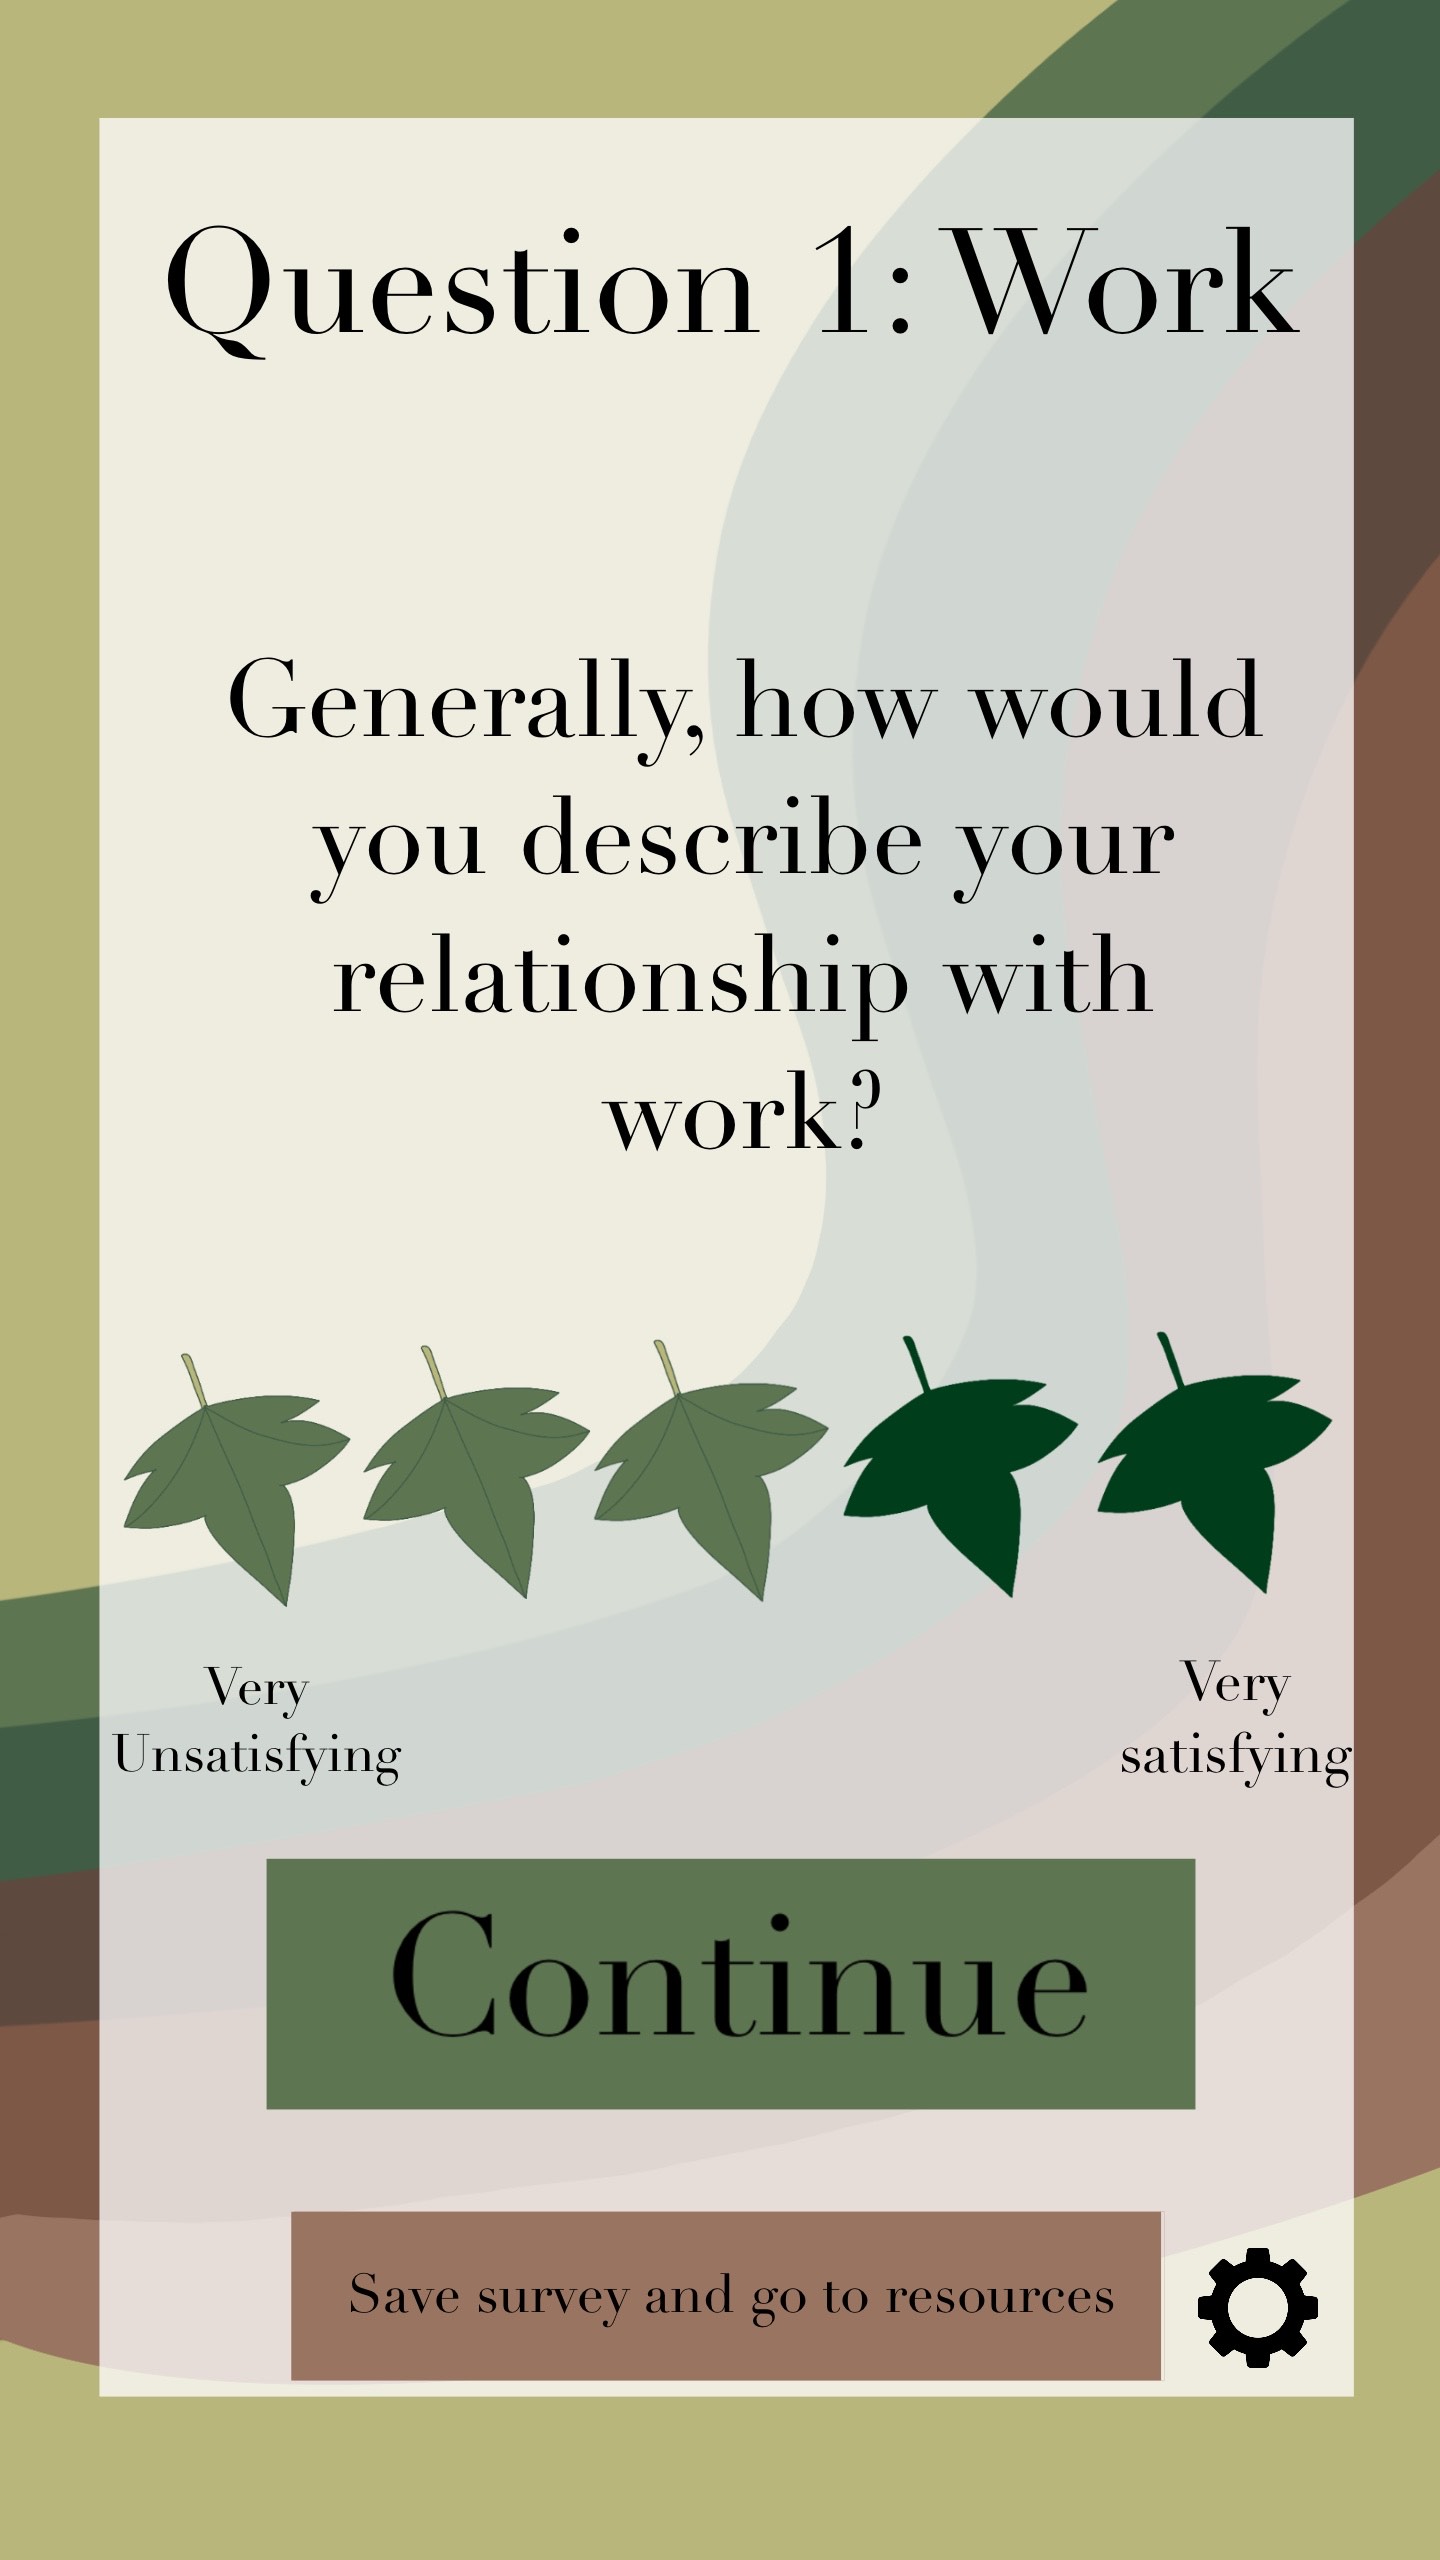 Question 1: Work
Generally, how would
you describe your
relationship with
work?
Very
Unsatisfying
Very
satisfying
Continue
Save survey and go to resources